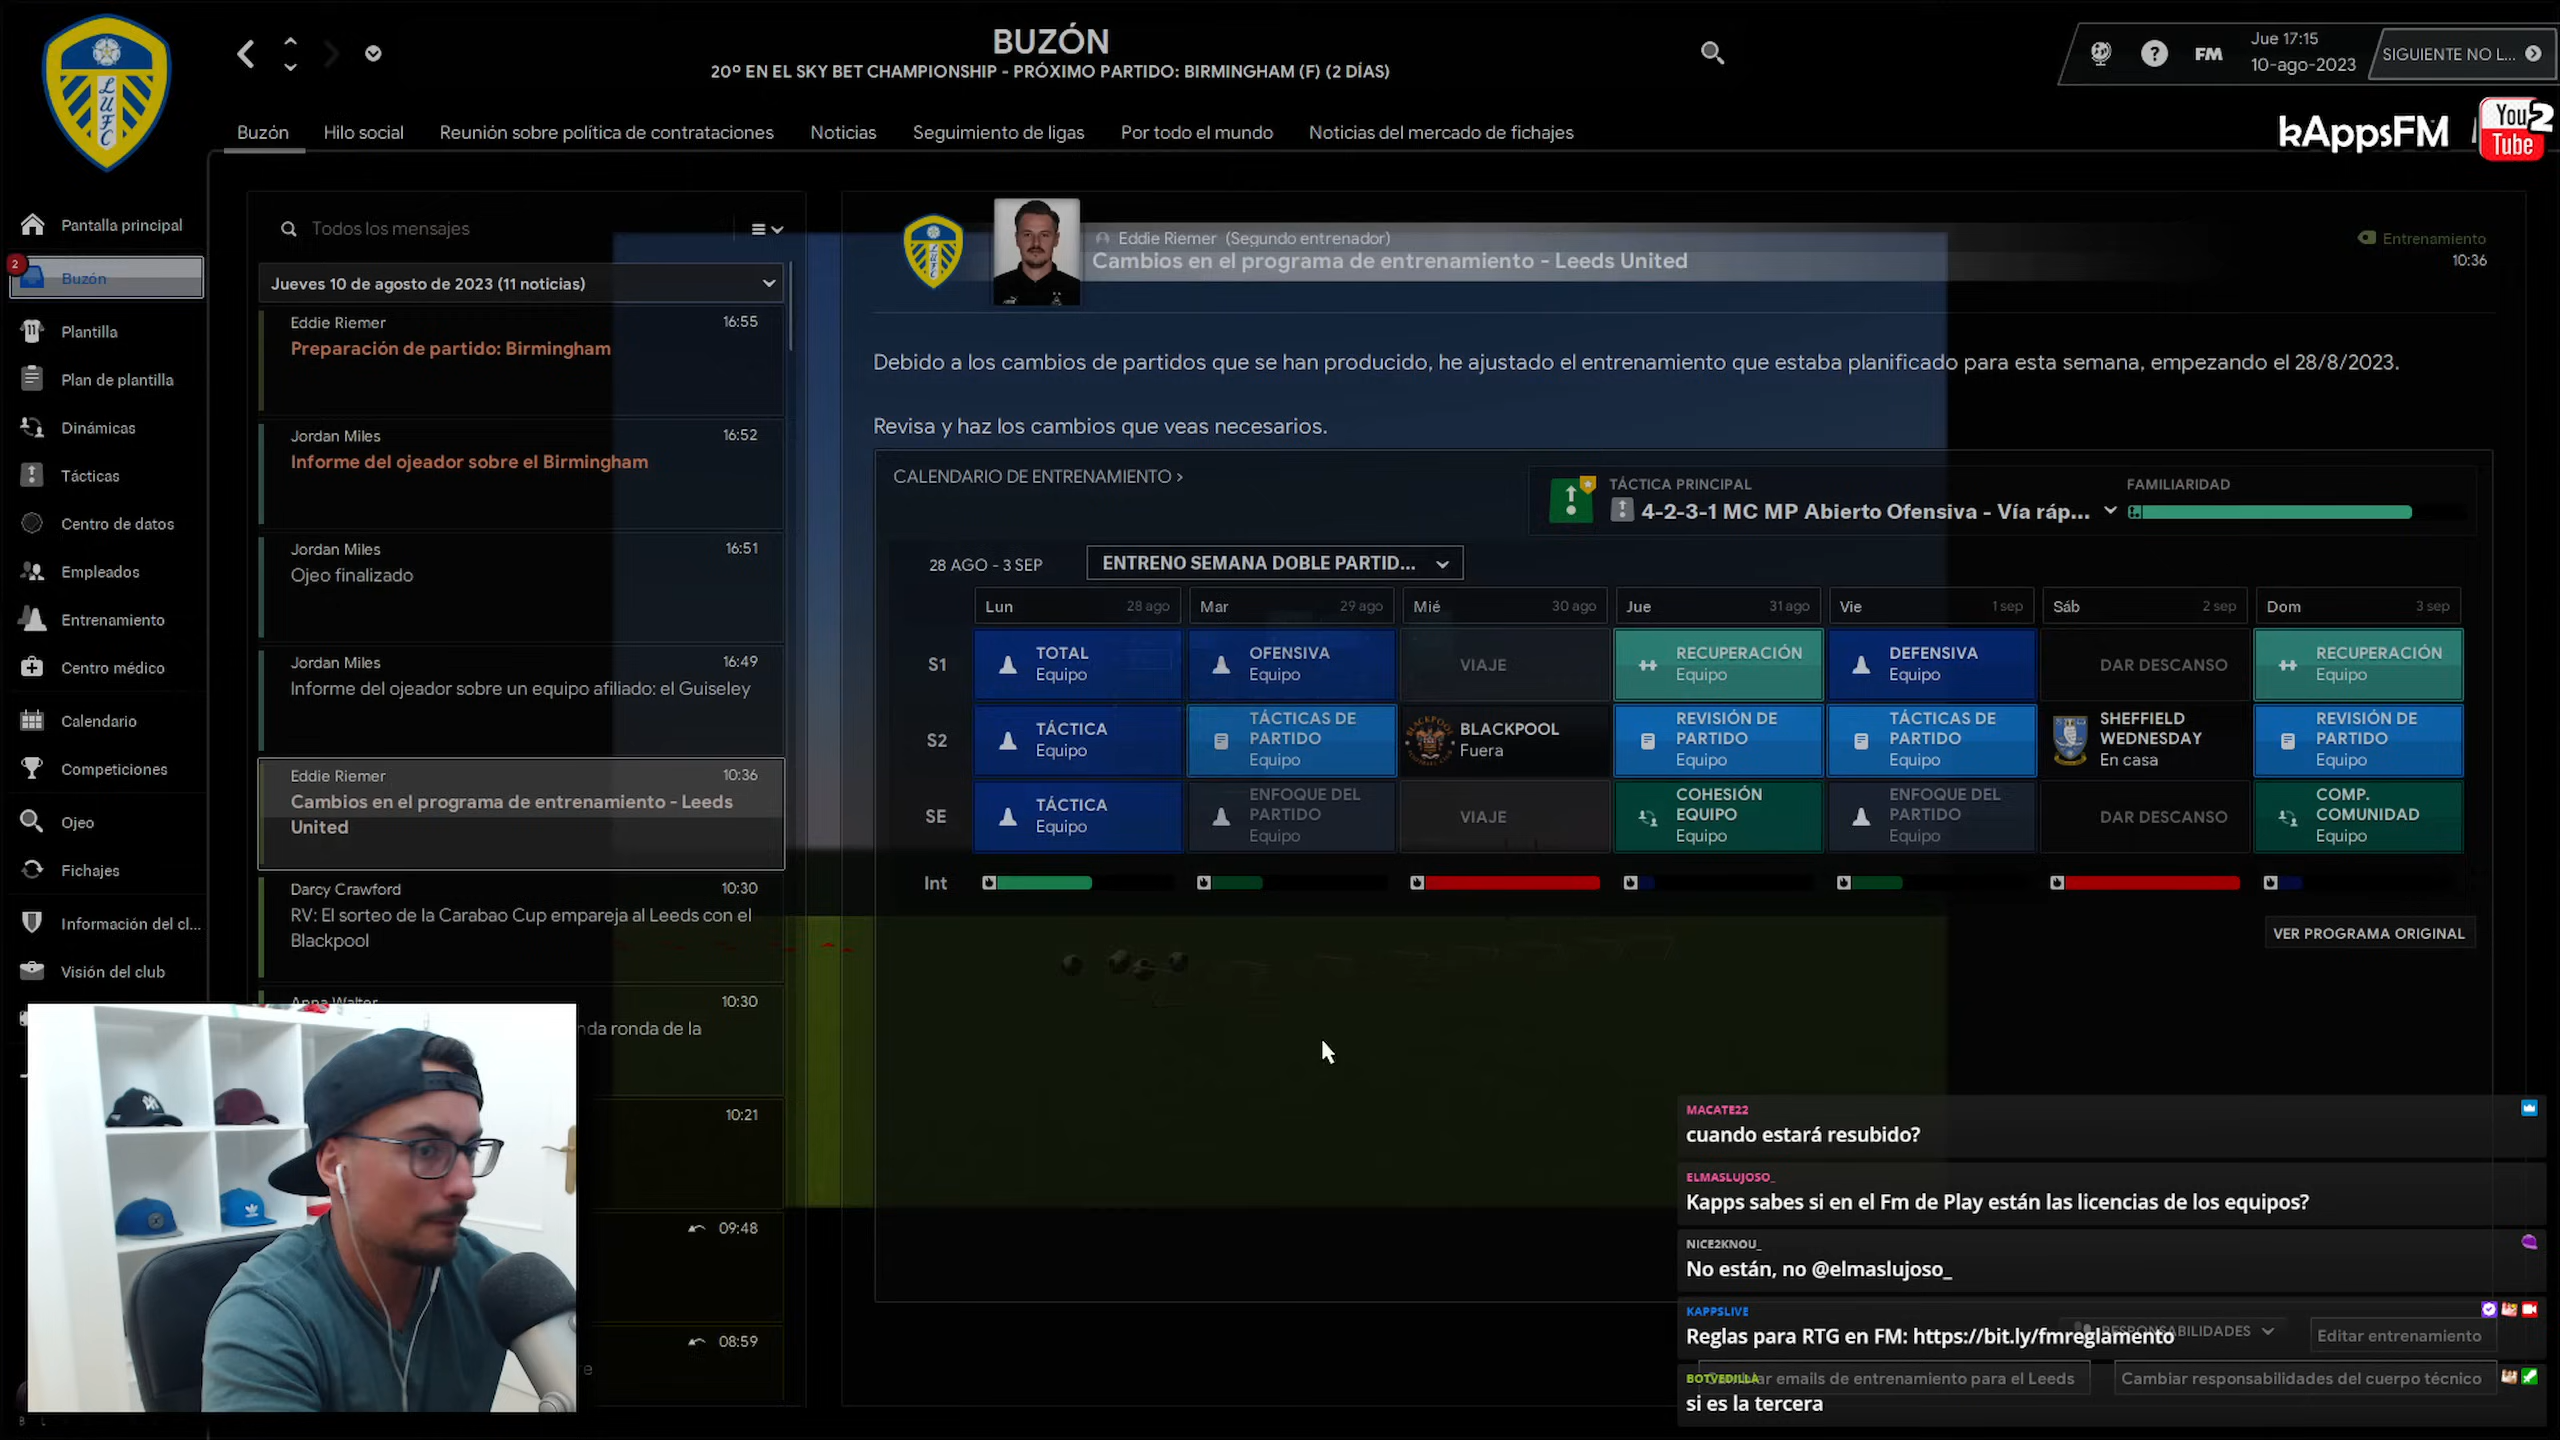 BUZÓN
20º EN EL SKY BET CHAMPIONSHIP - PRÓXIMO PARTIDO: BIRMINGHAM (F) (2 DÍAS)
FM
Jue 17:15
10-ago-2023
SIGUIENTE NO L...
LUFC
Buzón
Hilo social
Reunión sobre política de contrataciones
Noticias
Seguimiento de ligas
Por todo el mundo
Noticias del mercado de fichajes
kAppsFM
You2
Tube
Pantalla principal
2
Buzón
Plantilla
Plan de plantilla
Dinámicas
Tácticas
Centro de datos
Empleados
Entrenamiento
Centro médico
Calendario
Competiciones
Ojeo
Fichajes
Información del cl...
Visión del club
Todos los mensajes
Jueves 10 de agosto de 2023 (11 noticias)
Eddie Riemer
16:55
Preparación de partido: Birmingham
Jordan Miles
16:52
Informe del ojeador sobre el Birmingham
Jordan Miles
16:51
Ojeo finalizado
Jordan Miles
16:49
Informe del ojeador sobre un equipo afiliado: el Guiseley
Eddie Riemer
10:36
Cambios en el programa de entrenamiento - Leeds
United
Darcy Crawford
10:30
RV: El sorteo de la Carabao Cup empareja al Leeds con el
Blackpool
Anna Walter
10:30
nda ronda de la
10:21
09:48
08:59
Eddie Riemer (Segundo entrenador)
Cambios en el programa de entrenamiento - Leeds United
Entrenamiento
10:36
Debido a los cambios de partidos que se han producido, he ajustado el entrenamiento que estaba planificado para esta semana, empezando el 28/8/2023.
Revisa y haz los cambios que veas necesarios.
CALENDARIO DE ENTRENAMIENTO >
TÁCTICA PRINCIPAL
4-2-3-1 MC MP Abierto Ofensiva - Vía ráp...
FAMILIARIDAD
28 AGO - 3 SEP
ENTRENO SEMANA DOBLE PARTID...
Lun 28 ago
Mar 29 ago
Mié 30 ago
Jue 31 ago
Vie 1 sep
Sáb 2 sep
Dom 3 sep
S1
TOTAL
Equipo
OFENSIVA
Equipo
VIAJE
RECUPERACIÓN
Equipo
DEFENSIVA
Equipo
DAR DESCANSO
RECUPERACIÓN
Equipo
S2
TÁCTICA
Equipo
TÁCTICAS DE
PARTIDO
Equipo
BLACKPOOL
Fuera
REVISIÓN DE
PARTIDO
Equipo
TÁCTICAS DE
PARTIDO
Equipo
SHEFFIELD
WEDNESDAY
En casa
REVISIÓN DE
PARTIDO
Equipo
SE
TÁCTICA
Equipo
ENFOQUE DEL
PARTIDO
Equipo
VIAJE
COHESIÓN
EQUIPO
Equipo
ENFOQUE DEL
PARTIDO
Equipo
DAR DESCANSO
COMP.
COMUNIDAD
Equipo
Int
VER PROGRAMA ORIGINAL
MACATE22
cuando estará resubido?
ELMASLUJOSO_
Kapps sabes si en el Fm de Play están las licencias de los equipos?
NICE2KNOU_
No están, no @elmaslujoso_
KAPPSLIVE
Reglas para RTG en FM: https://bit.ly/fmreglamento
RESPONSABILIDADES
Editar entrenamiento
BOTVEDILLA
emails de entrenamiento para el Leeds
Cambiar responsabilidades del cuerpo técnico
si es la tercera